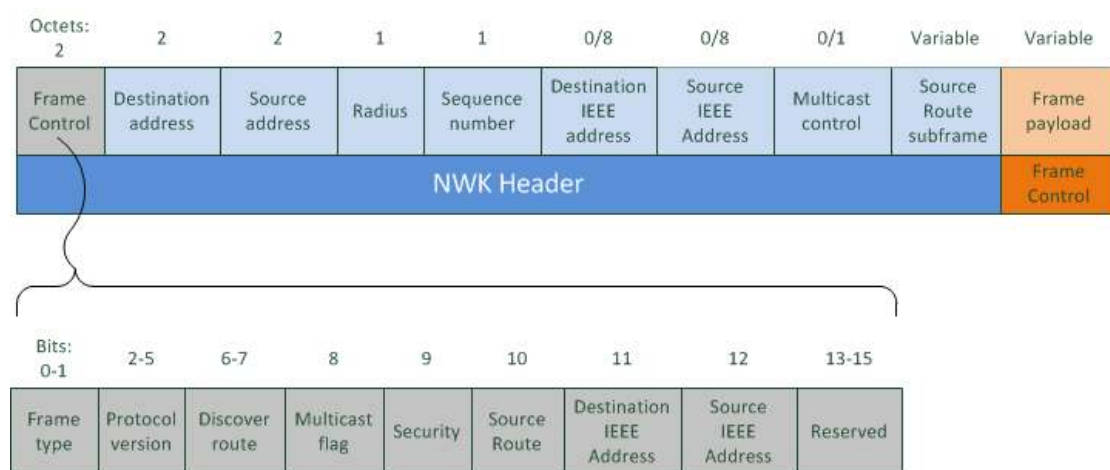 Octets:
2 2 2 1 1 0/8 0/8 0/1 Variable Variable
Frame Control
Destination address
Source address
Radius
Sequence number
Destination IEEE address
Source IEEE Address
Multicast control
Source Route subframe
Frame payload
NWK Header
Frame Control
Bits:
0-1 2-5 6-7 8 9 10 11 12 13-15
Frame type
Protocol version
Discover route
Multicast flag
Security
Source Route
Destination IEEE Address
Source IEEE Address
Reserved